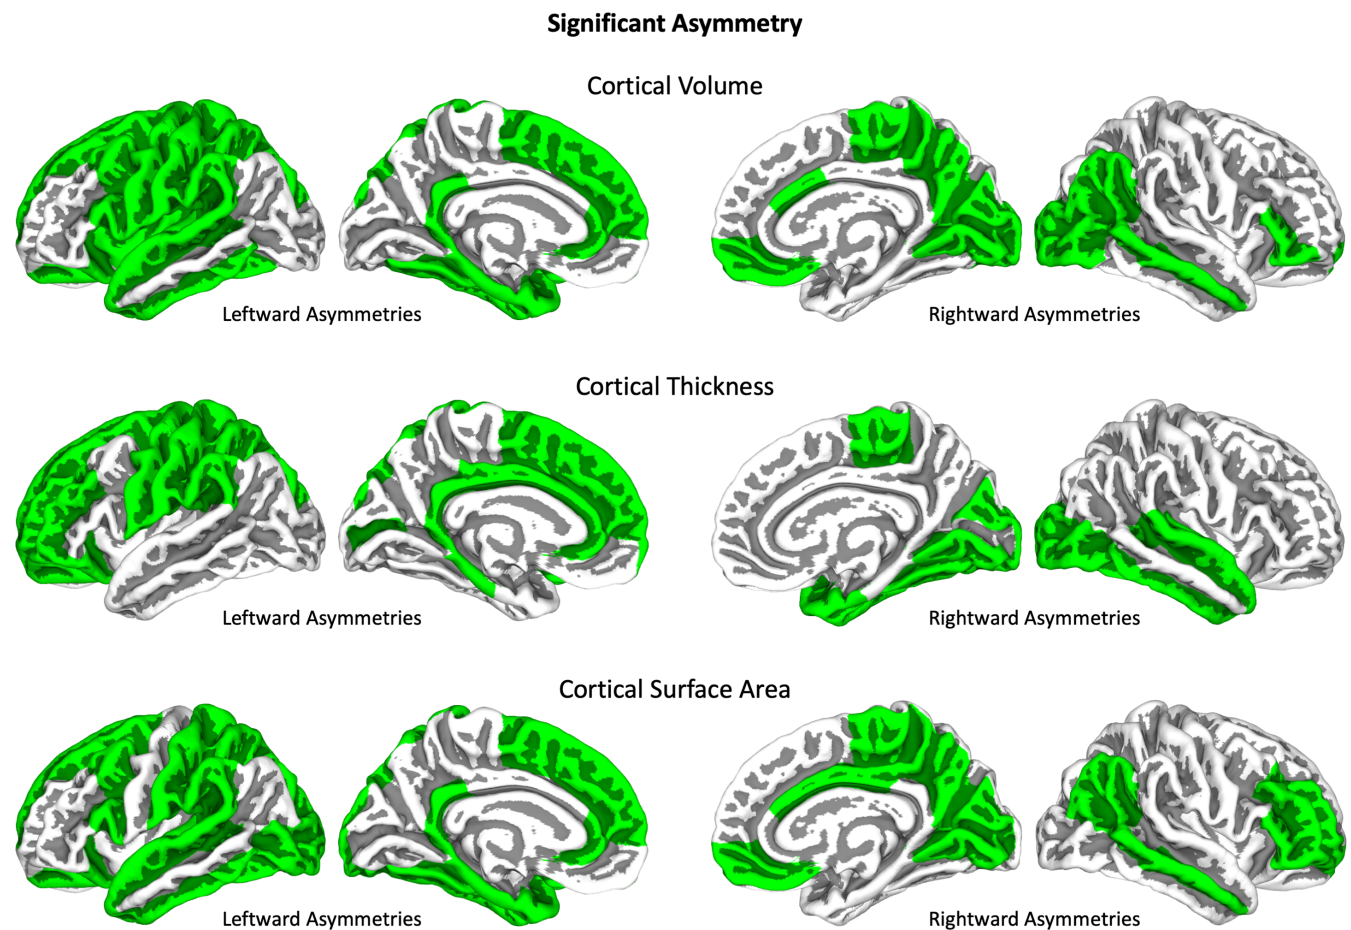 Significant Asymmetry
Cortical Volume
Leftward Asymmetries
Rightward Asymmetries
Cortical Thickness
Leftward Asymmetries
Rightward Asymmetries
Cortical Surface Area
Leftward Asymmetries
Rightward Asymmetries